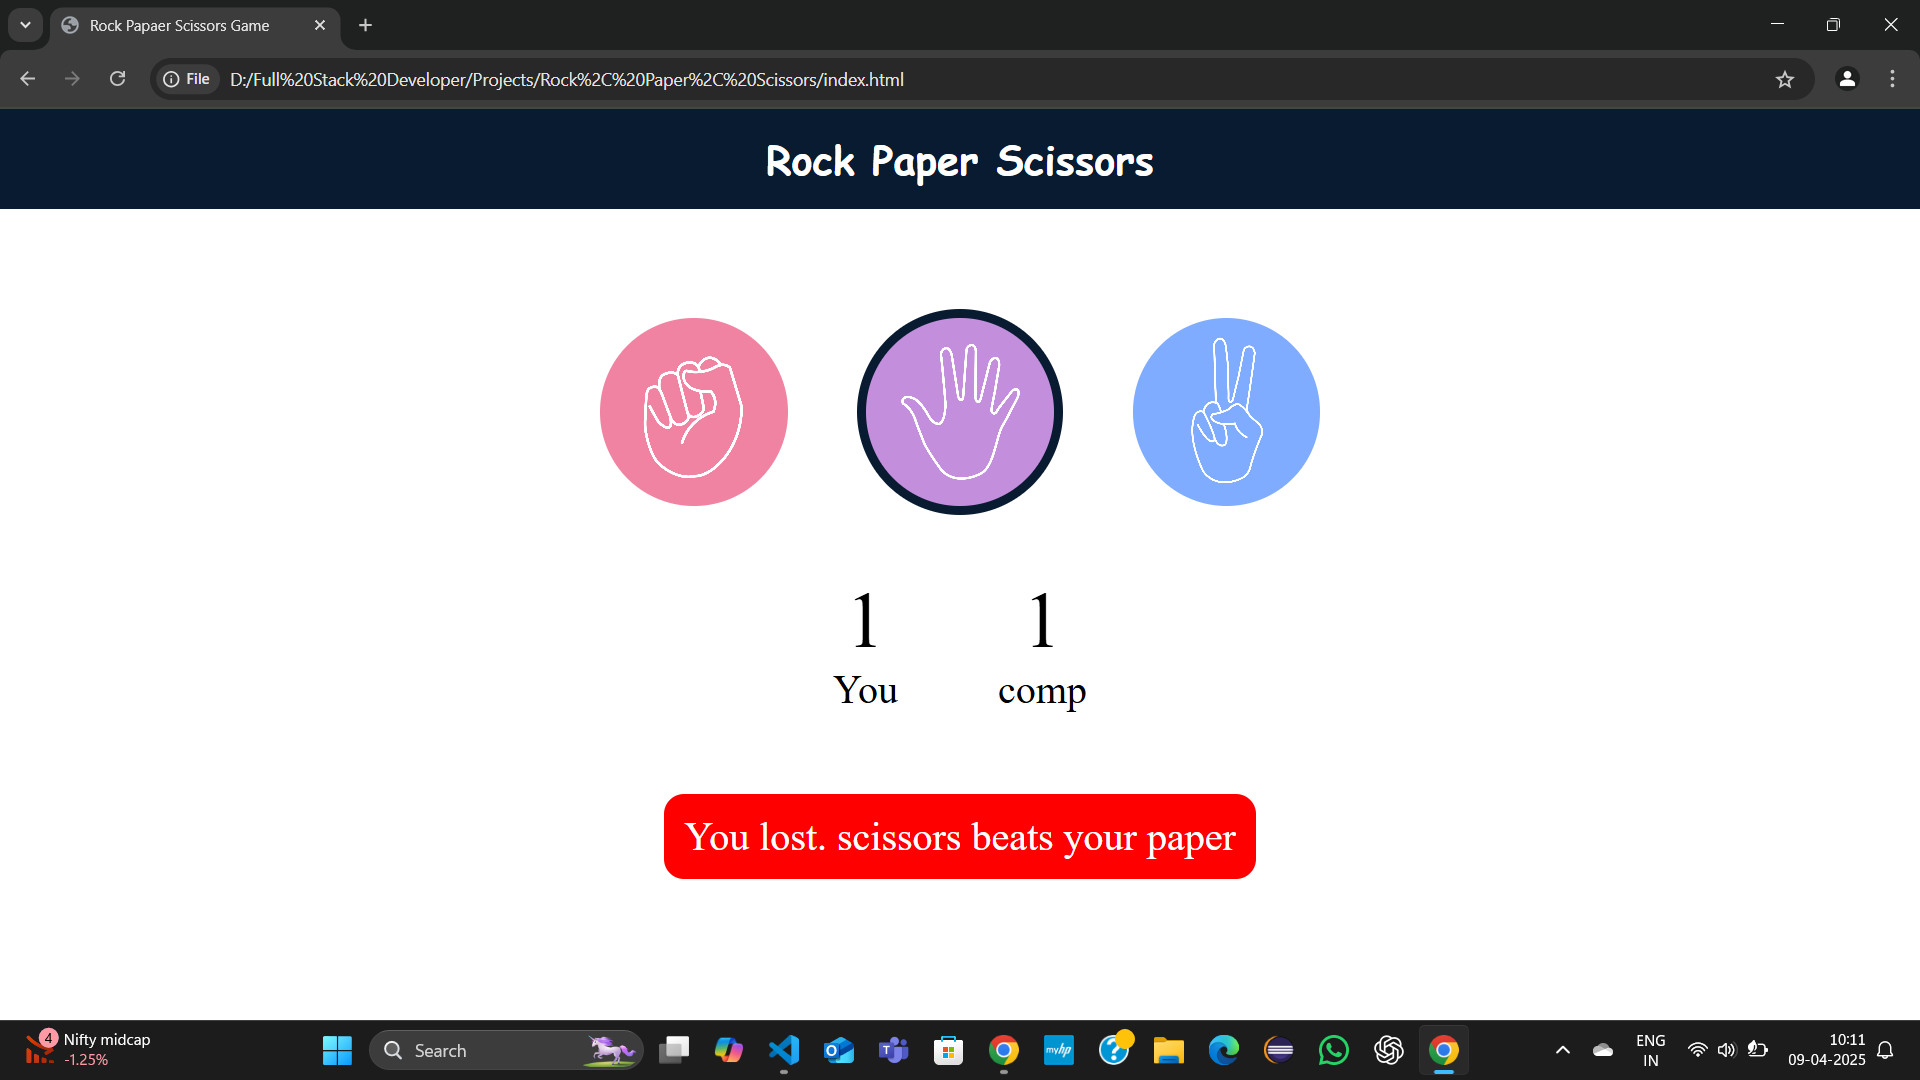 Rock Papaer Scissors Game
File
D:/Full%20Stack%20Developer/Projects/Rock%2C%20Paper%2C%20Scissors/index.html
Rock Paper Scissors
1 1
You comp
You lost. scissors beats your paper
4
Nifty midcap
-1.25%
Search
myhp
ENG
IN
10:11
09-04-2025